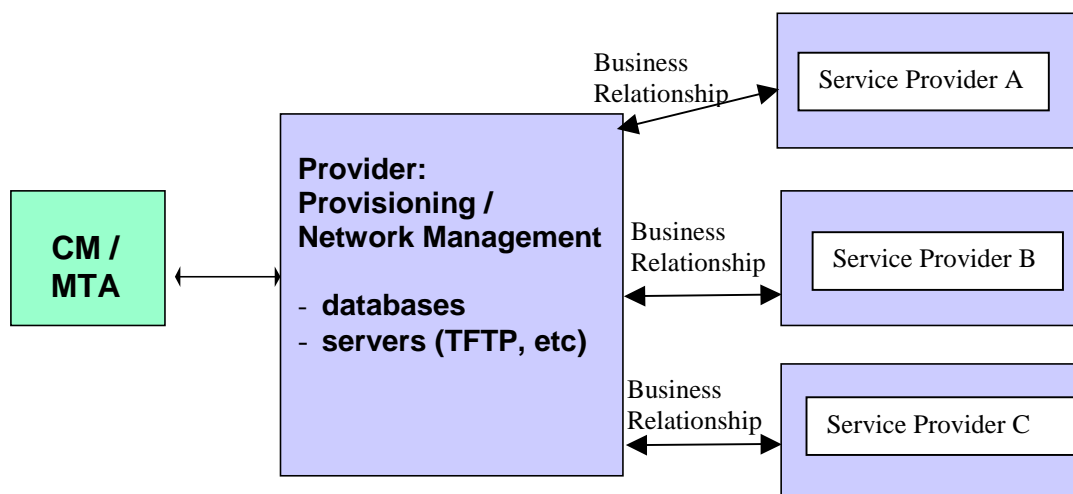 CM /
MTA
Provider:
Provisioning /
Network Management
- databases
- servers (TFTP, etc)
Business
Relationship
Service Provider A
Business
Relationship
Service Provider B
Business
Relationship
Service Provider C